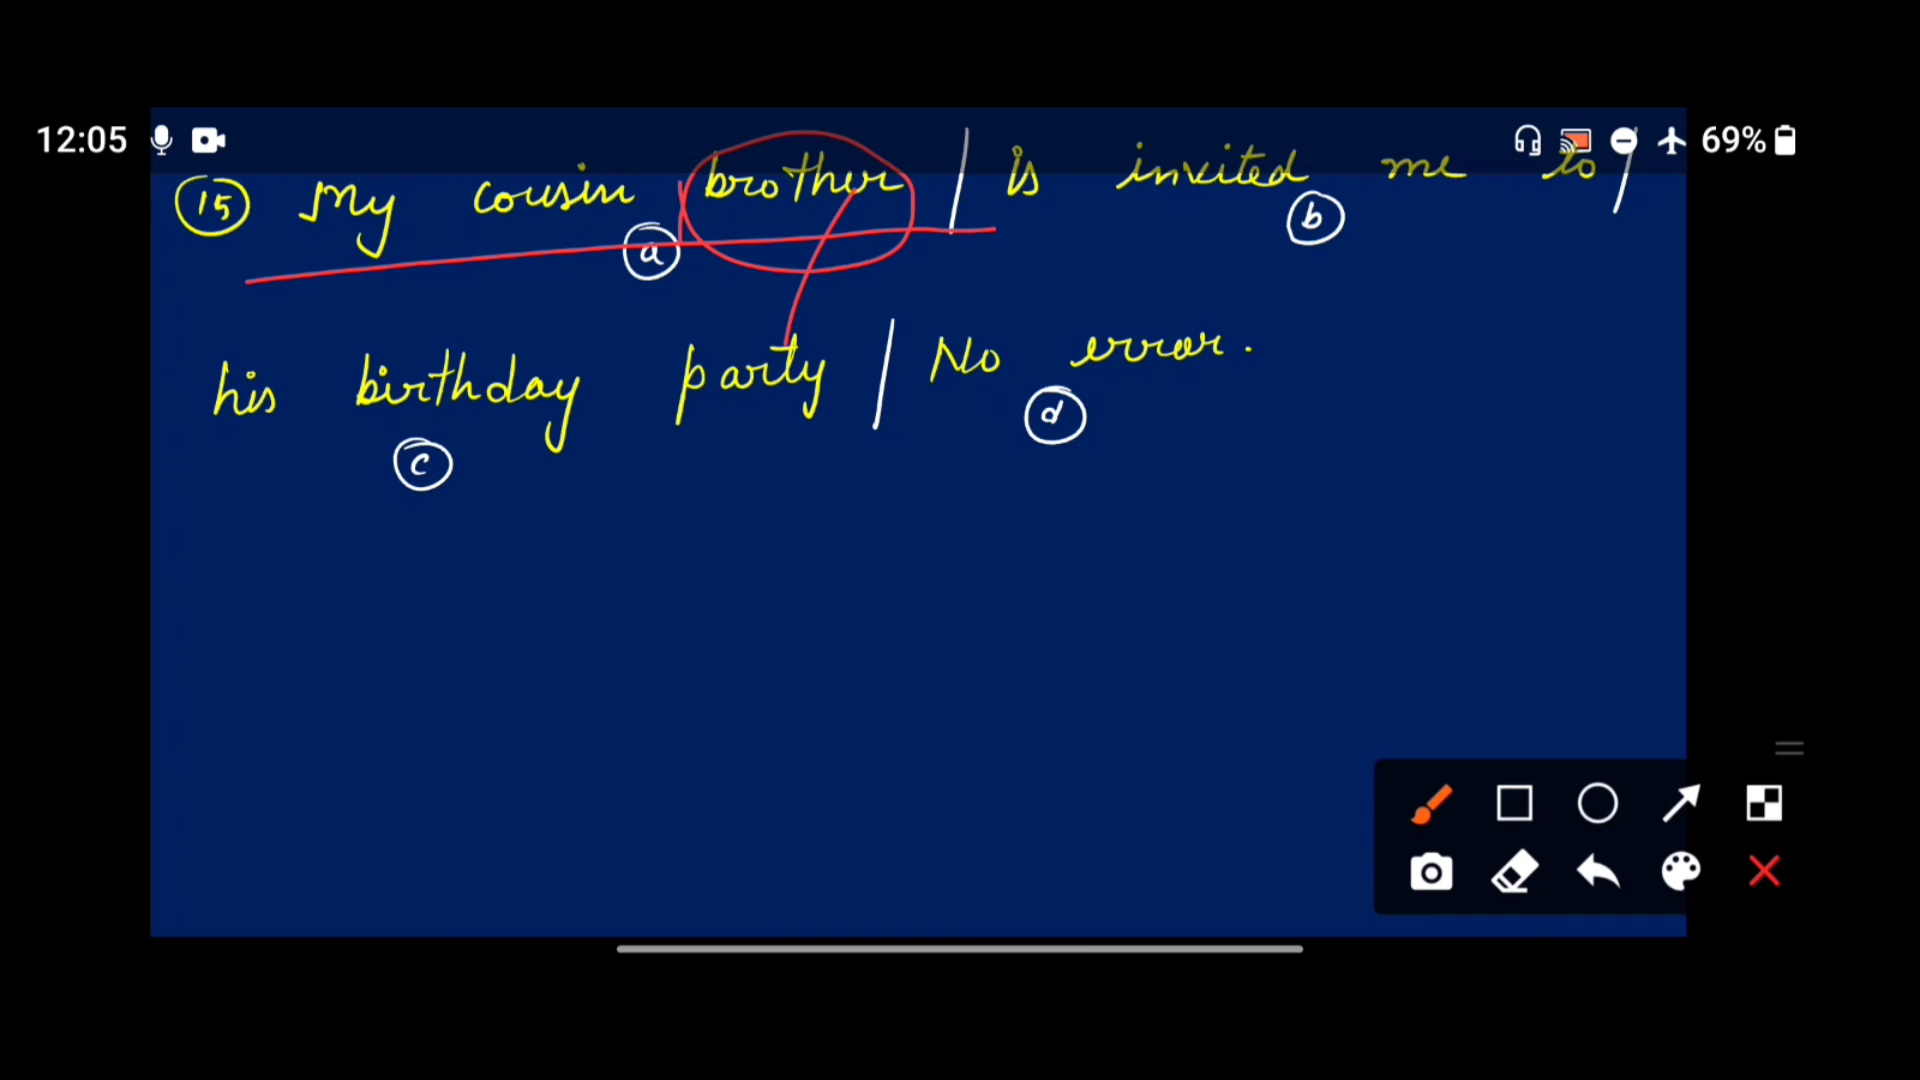 12:05 69%
15 My cousin brother / is invited me to /
a b
his birthday party / No error.
c d